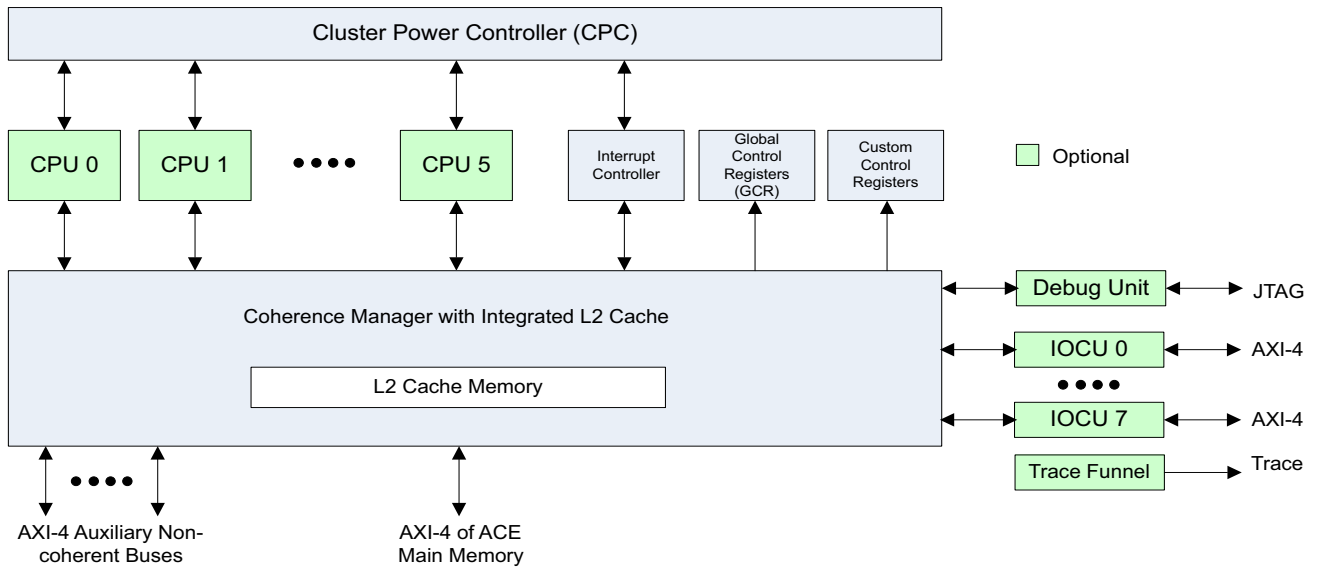 Cluster Power Controller (CPC)
CPU 0
CPU 1
CPU 5
Interrupt
Controller
Global
Control
Registers
(GCR)
Custom
Control
Registers
Optional
Coherence Manager with Integrated L2 Cache
L2 Cache Memory
Debug Unit
JTAG
IOCU 0
AXI-4
IOCU 7
AXI-4
Trace Funnel
Trace
AXI-4 Auxiliary Non-
coherent Buses
AXI-4 of ACE
Main Memory